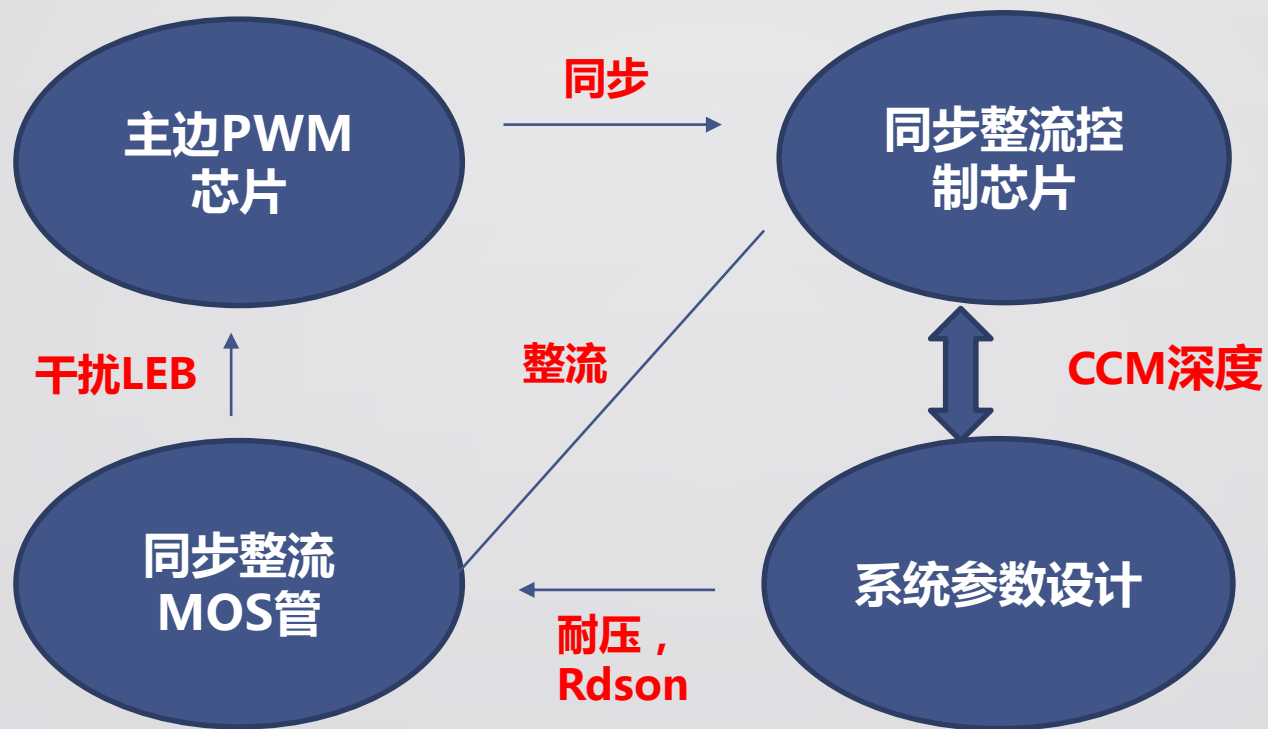 主边PWM
芯片
同步
同步整流控
制芯片
干扰LEB
整流
CCM深度
同步整流
MOS管
耐压，
Rdson
系统参数设计